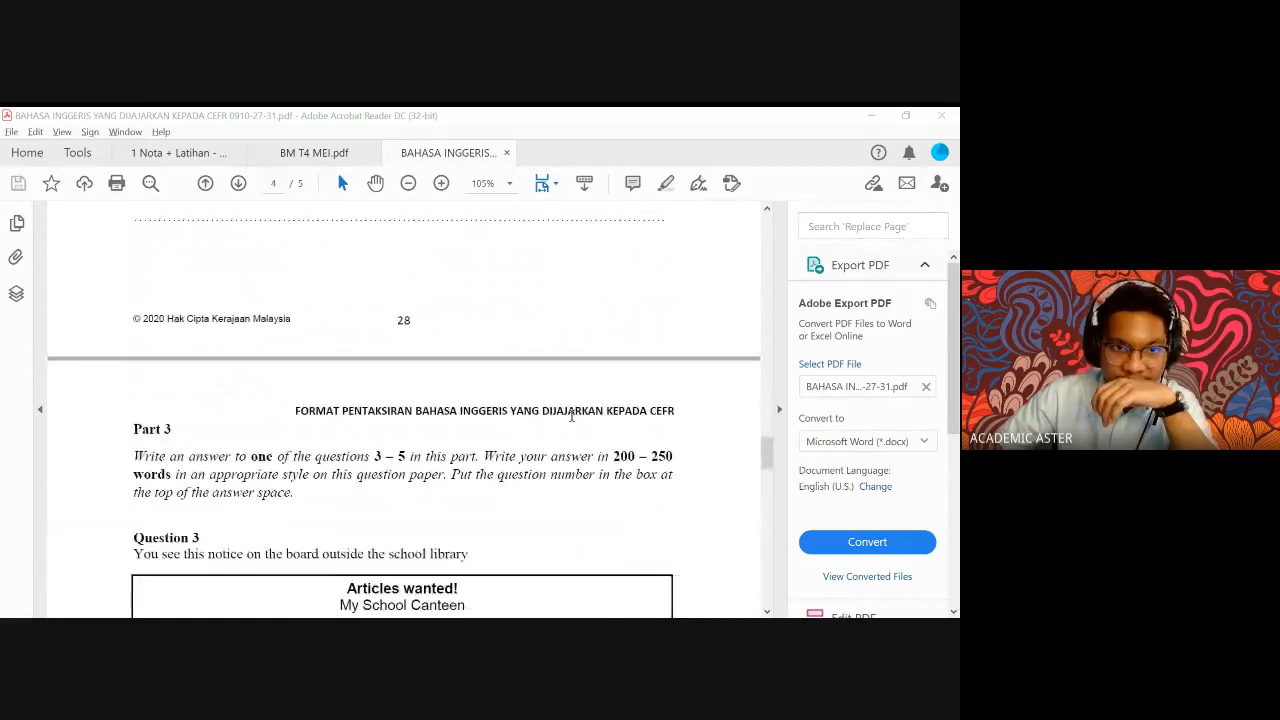 BAHASA INGGERIS YANG DIJAJARKAN KEPADA CEFR 0910-27-31.pdf - Adobe Acrobat Reader DC (32-bit)
File Edit View Sign Window Help
Home Tools 1 Nota + Latihan - ... BM T4 MEI.pdf BAHASA INGGERIS... ×
4 / 5 105%
Search 'Replace Page'
Export PDF
Adobe Export PDF
Convert PDF Files to Word
or Excel Online
Select PDF File
BAHASA IN...-27-31.pdf
Convert to
Microsoft Word (*.docx)
Document Language:
English (U.S.) Change
Convert
View Converted Files
Edit PDF
© 2020 Hak Cipta Kerajaan Malaysia
28
FORMAT PENTAKSIRAN BAHASA INGGERIS YANG DIJAJARKAN KEPADA CEFR
Part 3
Write an answer to one of the questions 3 – 5 in this part. Write your answer in 200 – 250
words in an appropriate style on this question paper. Put the question number in the box at
the top of the answer space.
Question 3
You see this notice on the board outside the school library
Articles wanted!
My School Canteen
ACADEMIC ASTER